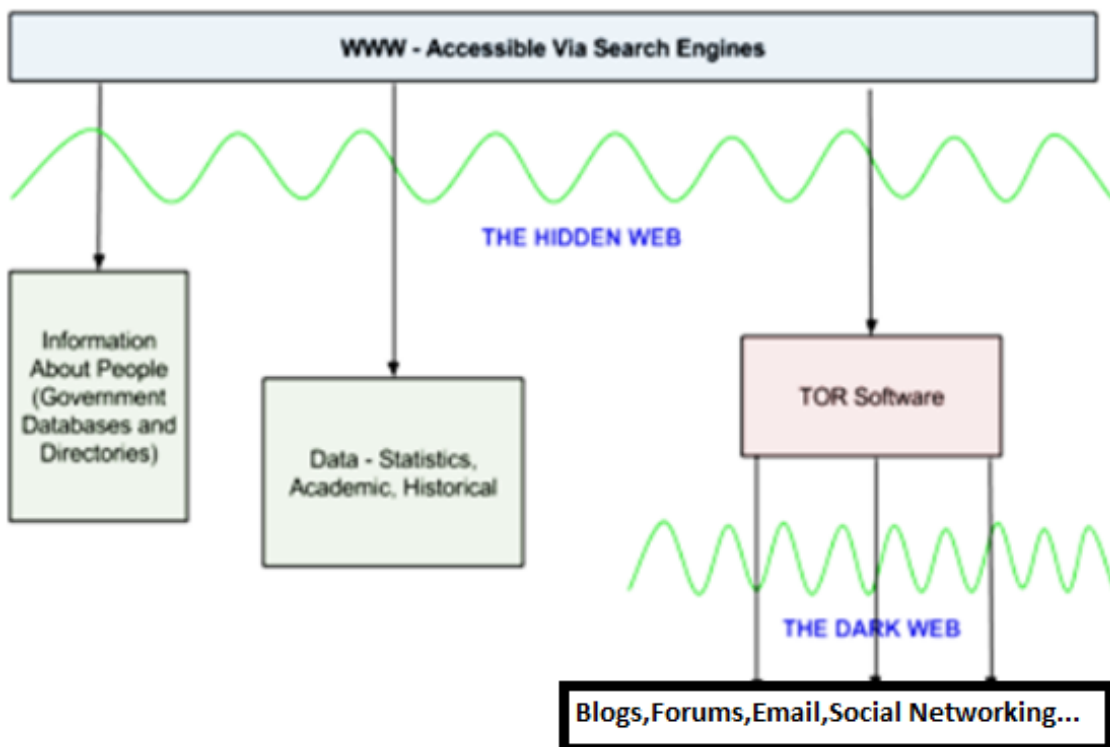 WWW - Accessible Via Search Engines
THE HIDDEN WEB
Information
About People
(Government
Databases and
Directories)
Data - Statistics,
Academic, Historical
TOR Software
THE DARK WEB
Blogs,Forums,Email,Social Networking...